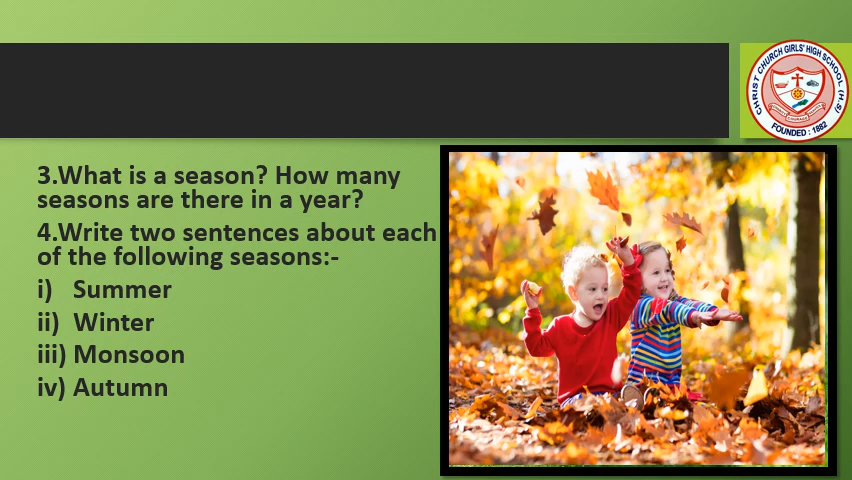 CHRIST CHURCH GIRLS' HIGH SCHOOL (H.S)
FOUNDED : 1882
3.What is a season? How many
seasons are there in a year?
4.Write two sentences about each
of the following seasons:-
i) Summer
ii) Winter
iii) Monsoon
iv) Autumn